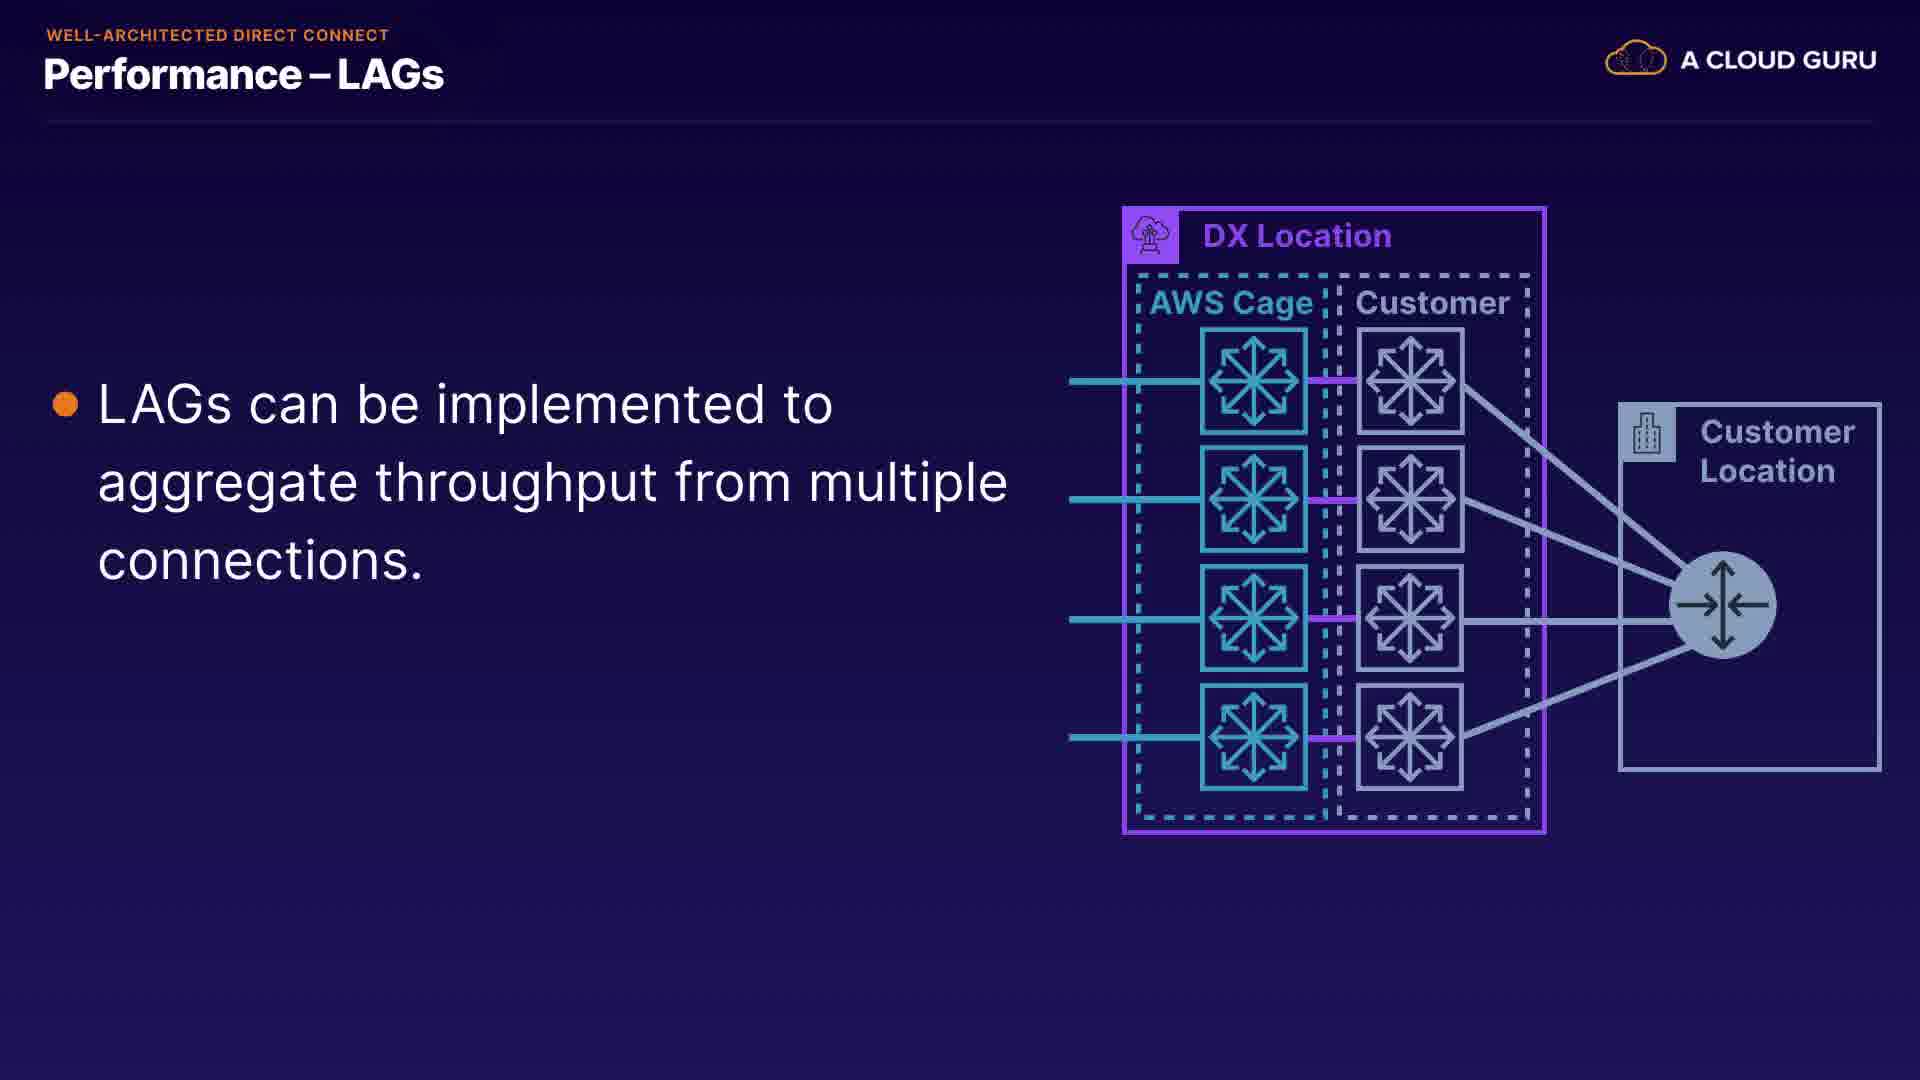 WELL-ARCHITECTED DIRECT CONNECT
Performance – LAGs
A CLOUD GURU
LAGs can be implemented to
aggregate throughput from multiple
connections.
DX Location
AWS Cage
Customer
Customer
Location